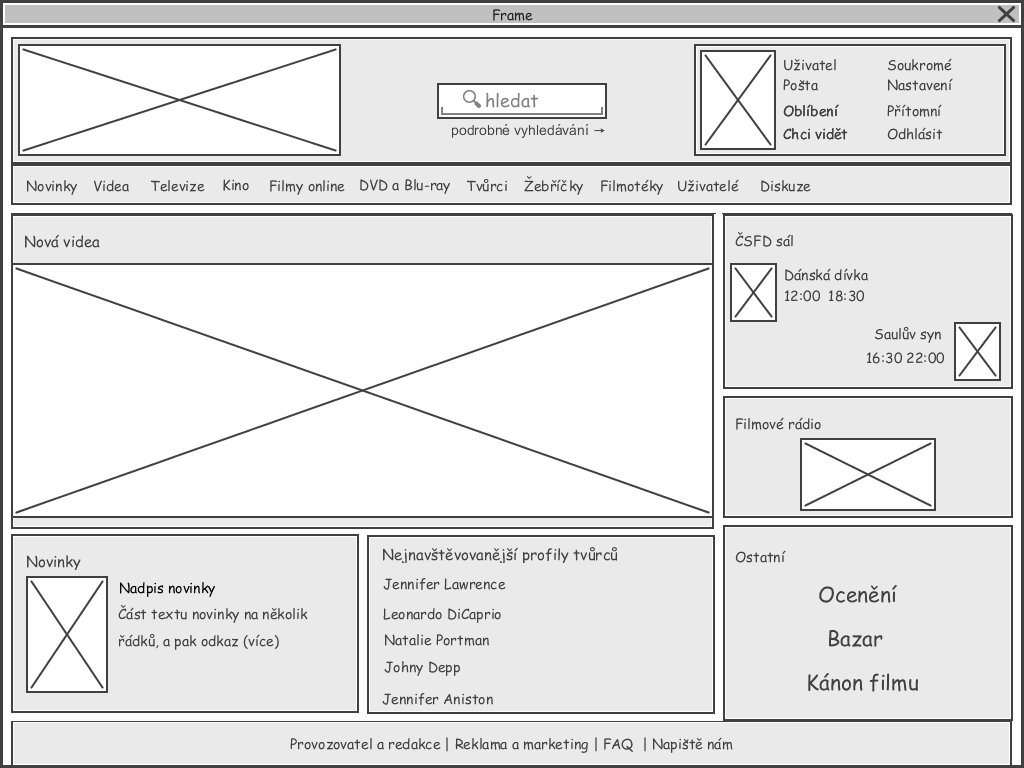 Frame
hledat
podrobné vyhledávání →
Uživatel Soukromé
Pošta Nastavení
Oblíbení Přítomní
Chci vidět Odhlásit
Novinky Videa Televize Kino Filmy online DVD a Blu-ray Tvůrci Žebříčky Filmotéky Uživatelé Diskuze
Nová videa
ČSFD sál
Dánská dívka
12:00 18:30
Saulův syn
16:30 22:00
Filmové rádio
Novinky
Nadpis novinky
Část textu novinky na několik
řádků, a pak odkaz (více)
Nejnavštěvovanější profily tvůrců
Jennifer Lawrence
Leonardo DiCaprio
Natalie Portman
Johny Depp
Jennifer Aniston
Ostatní
Ocenění
Bazar
Kánon filmu
Provozovatel a redakce | Reklama a marketing | FAQ | Napiště nám